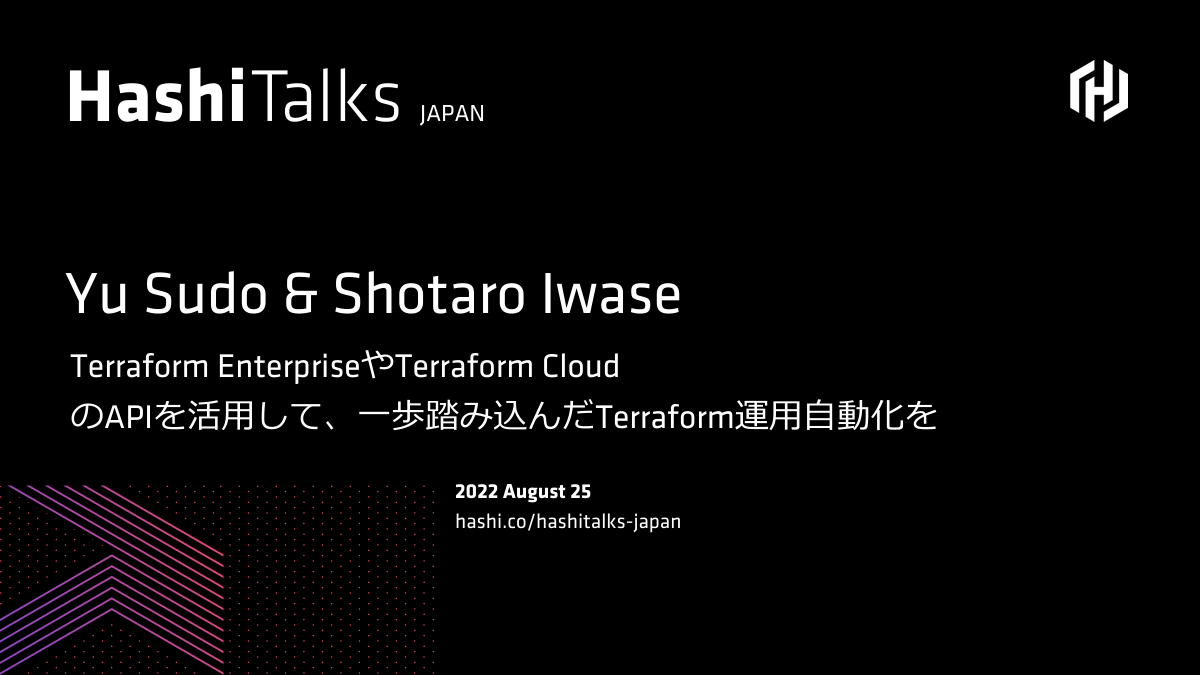 HashiTalks JAPAN
Yu Sudo & Shotaro Iwase
Terraform EnterpriseやTerraform Cloud
のAPIを活用して、一歩踏み込んだTerraform運用自動化を
2022 August 25
hashi.co/hashitalks-japan